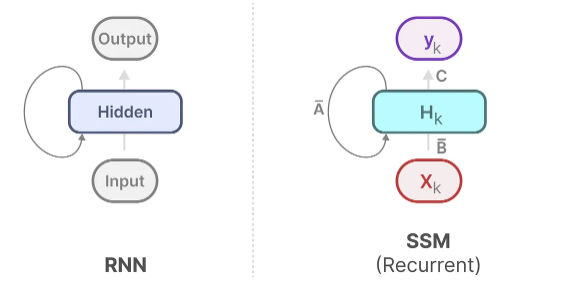 Output
Hidden
Input
RNN
yk
C
Ā
Hk
B̄
Xk
SSM
(Recurrent)